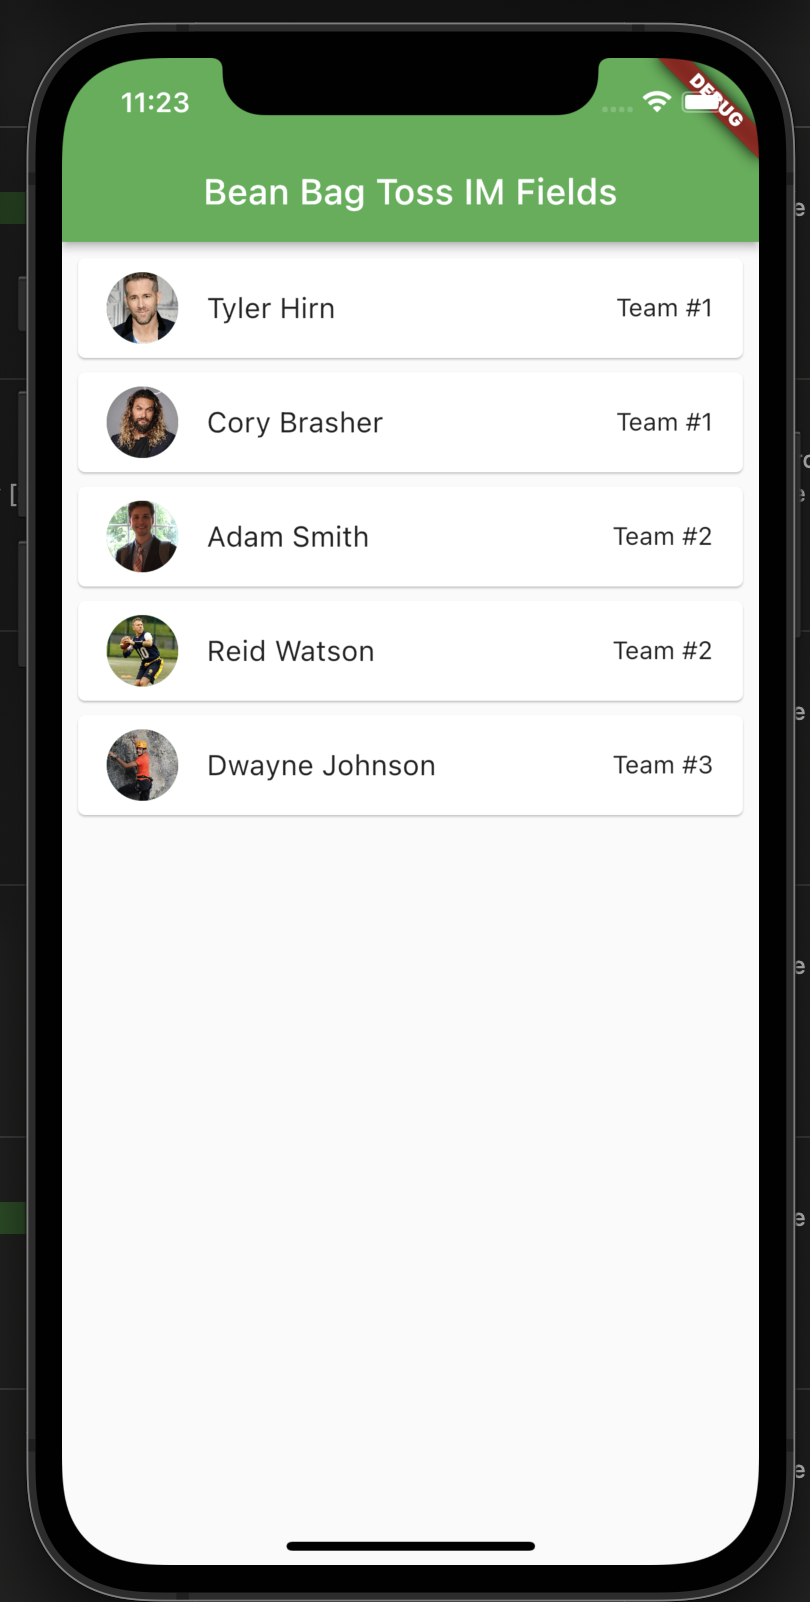 11:23
DEBUG
Bean Bag Toss IM Fields
Tyler Hirn Team #1
Cory Brasher Team #1
Adam Smith Team #2
Reid Watson Team #2
Dwayne Johnson Team #3